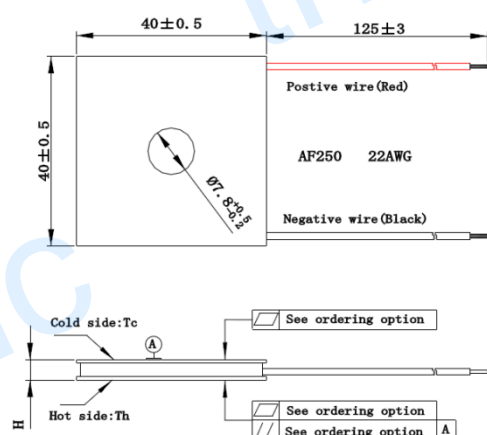 40±0.5
125±3
Postive wire(Red)
40±0.5
AF250 22AWG
Ø7.8+0.5-0.2
Negative wire(Black)
Cold side:Tc
A
See ordering option
H
Hot side:Th
See ordering option
// See ordering option A